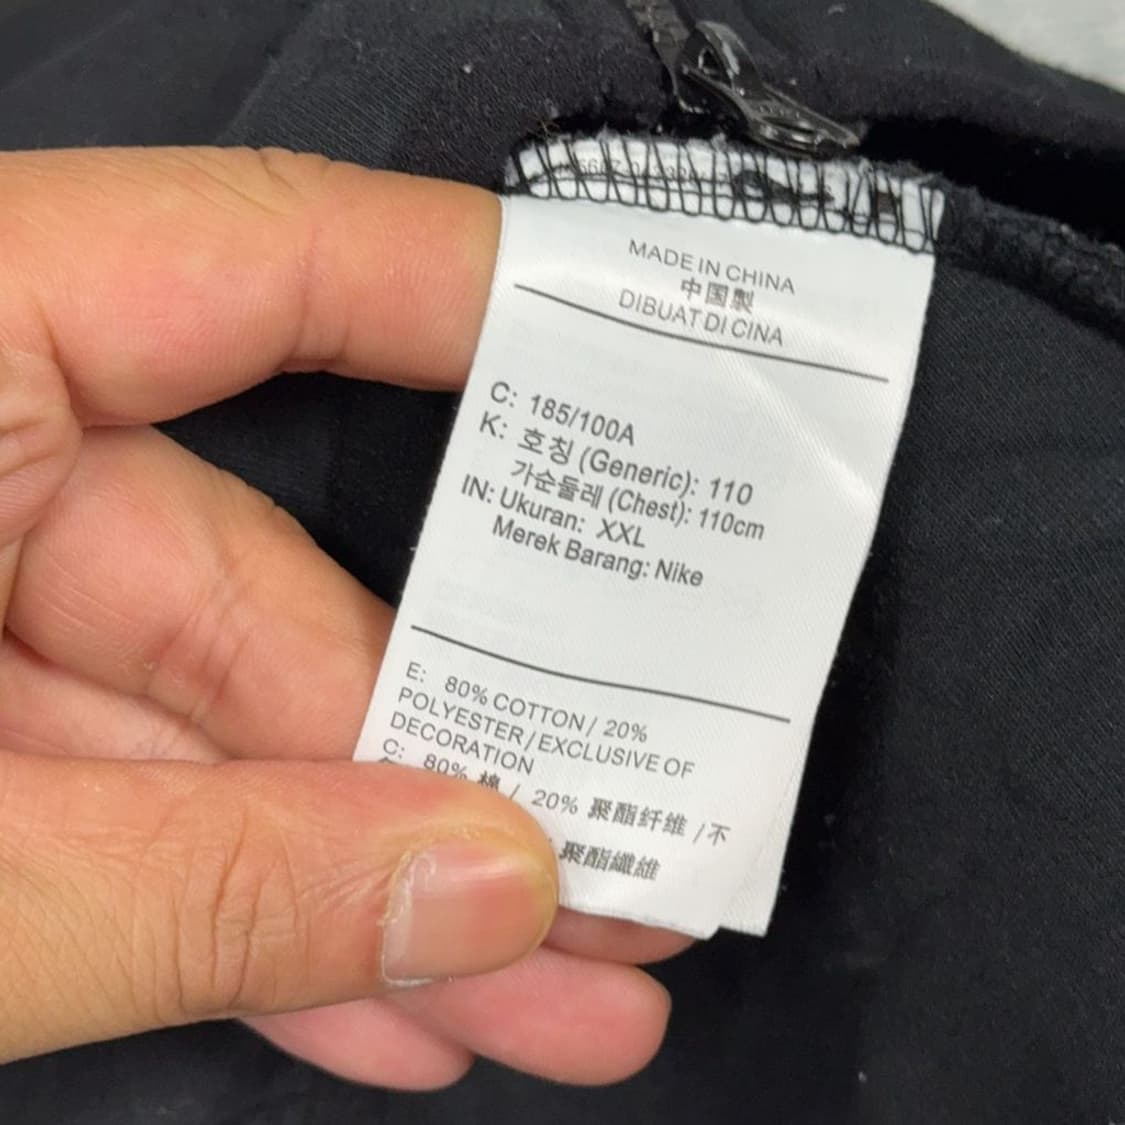 MADE IN CHINA
中国製
DIBUAT DI CINA
C: 185/100A
K: 호칭 (Generic): 110
가슴둘레 (Chest): 110cm
IN: Ukuran: XXL
Merek Barang: Nike
E: 80% COTTON / 20%
POLYESTER / EXCLUSIVE OF
DECORATION
C: 80% 棉 / 20% 聚酯纤维 / 不
聚酯纖維